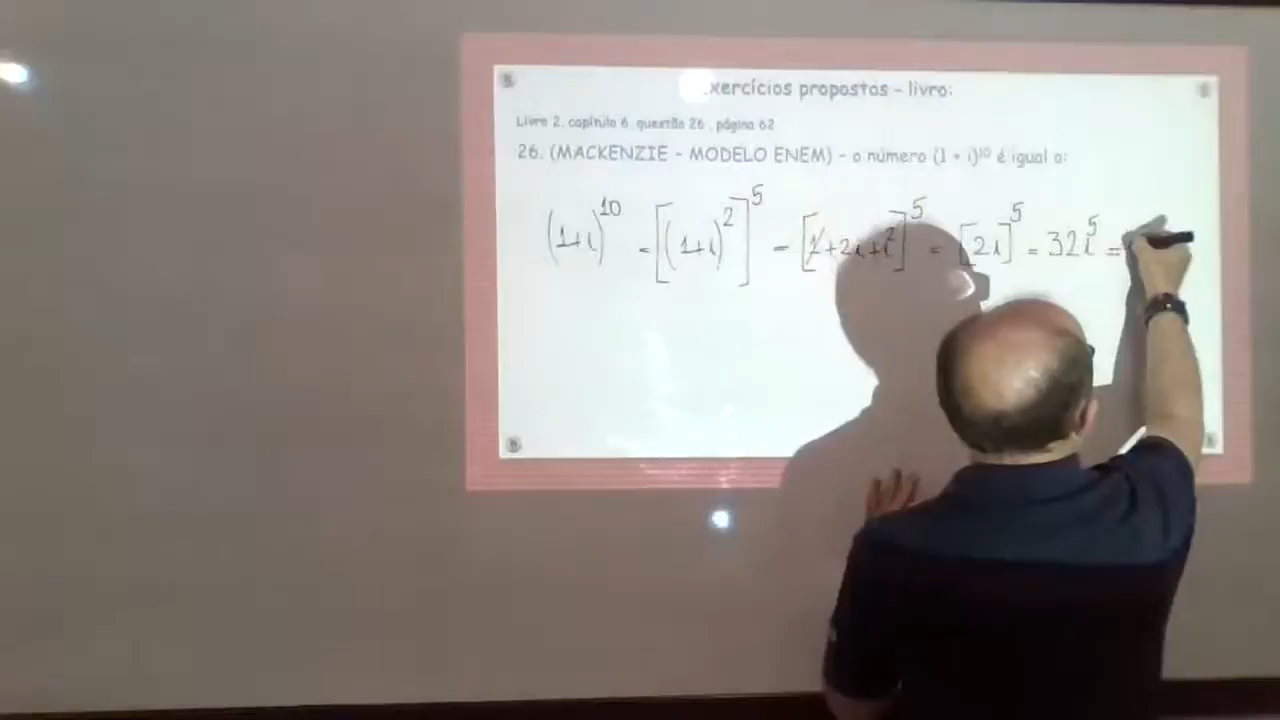 xercícios propostos - livro:
Livro 2, capítulo 6, questão 26 , página 62
26. (MACKENZIE - MODELO ENEM) - o número (1 + i)¹⁰ é igual a:
(1+i)¹⁰ = [(1+i)²]⁵ = [1+2i+i²]⁵ = [2i]⁵ = 32i⁵ =